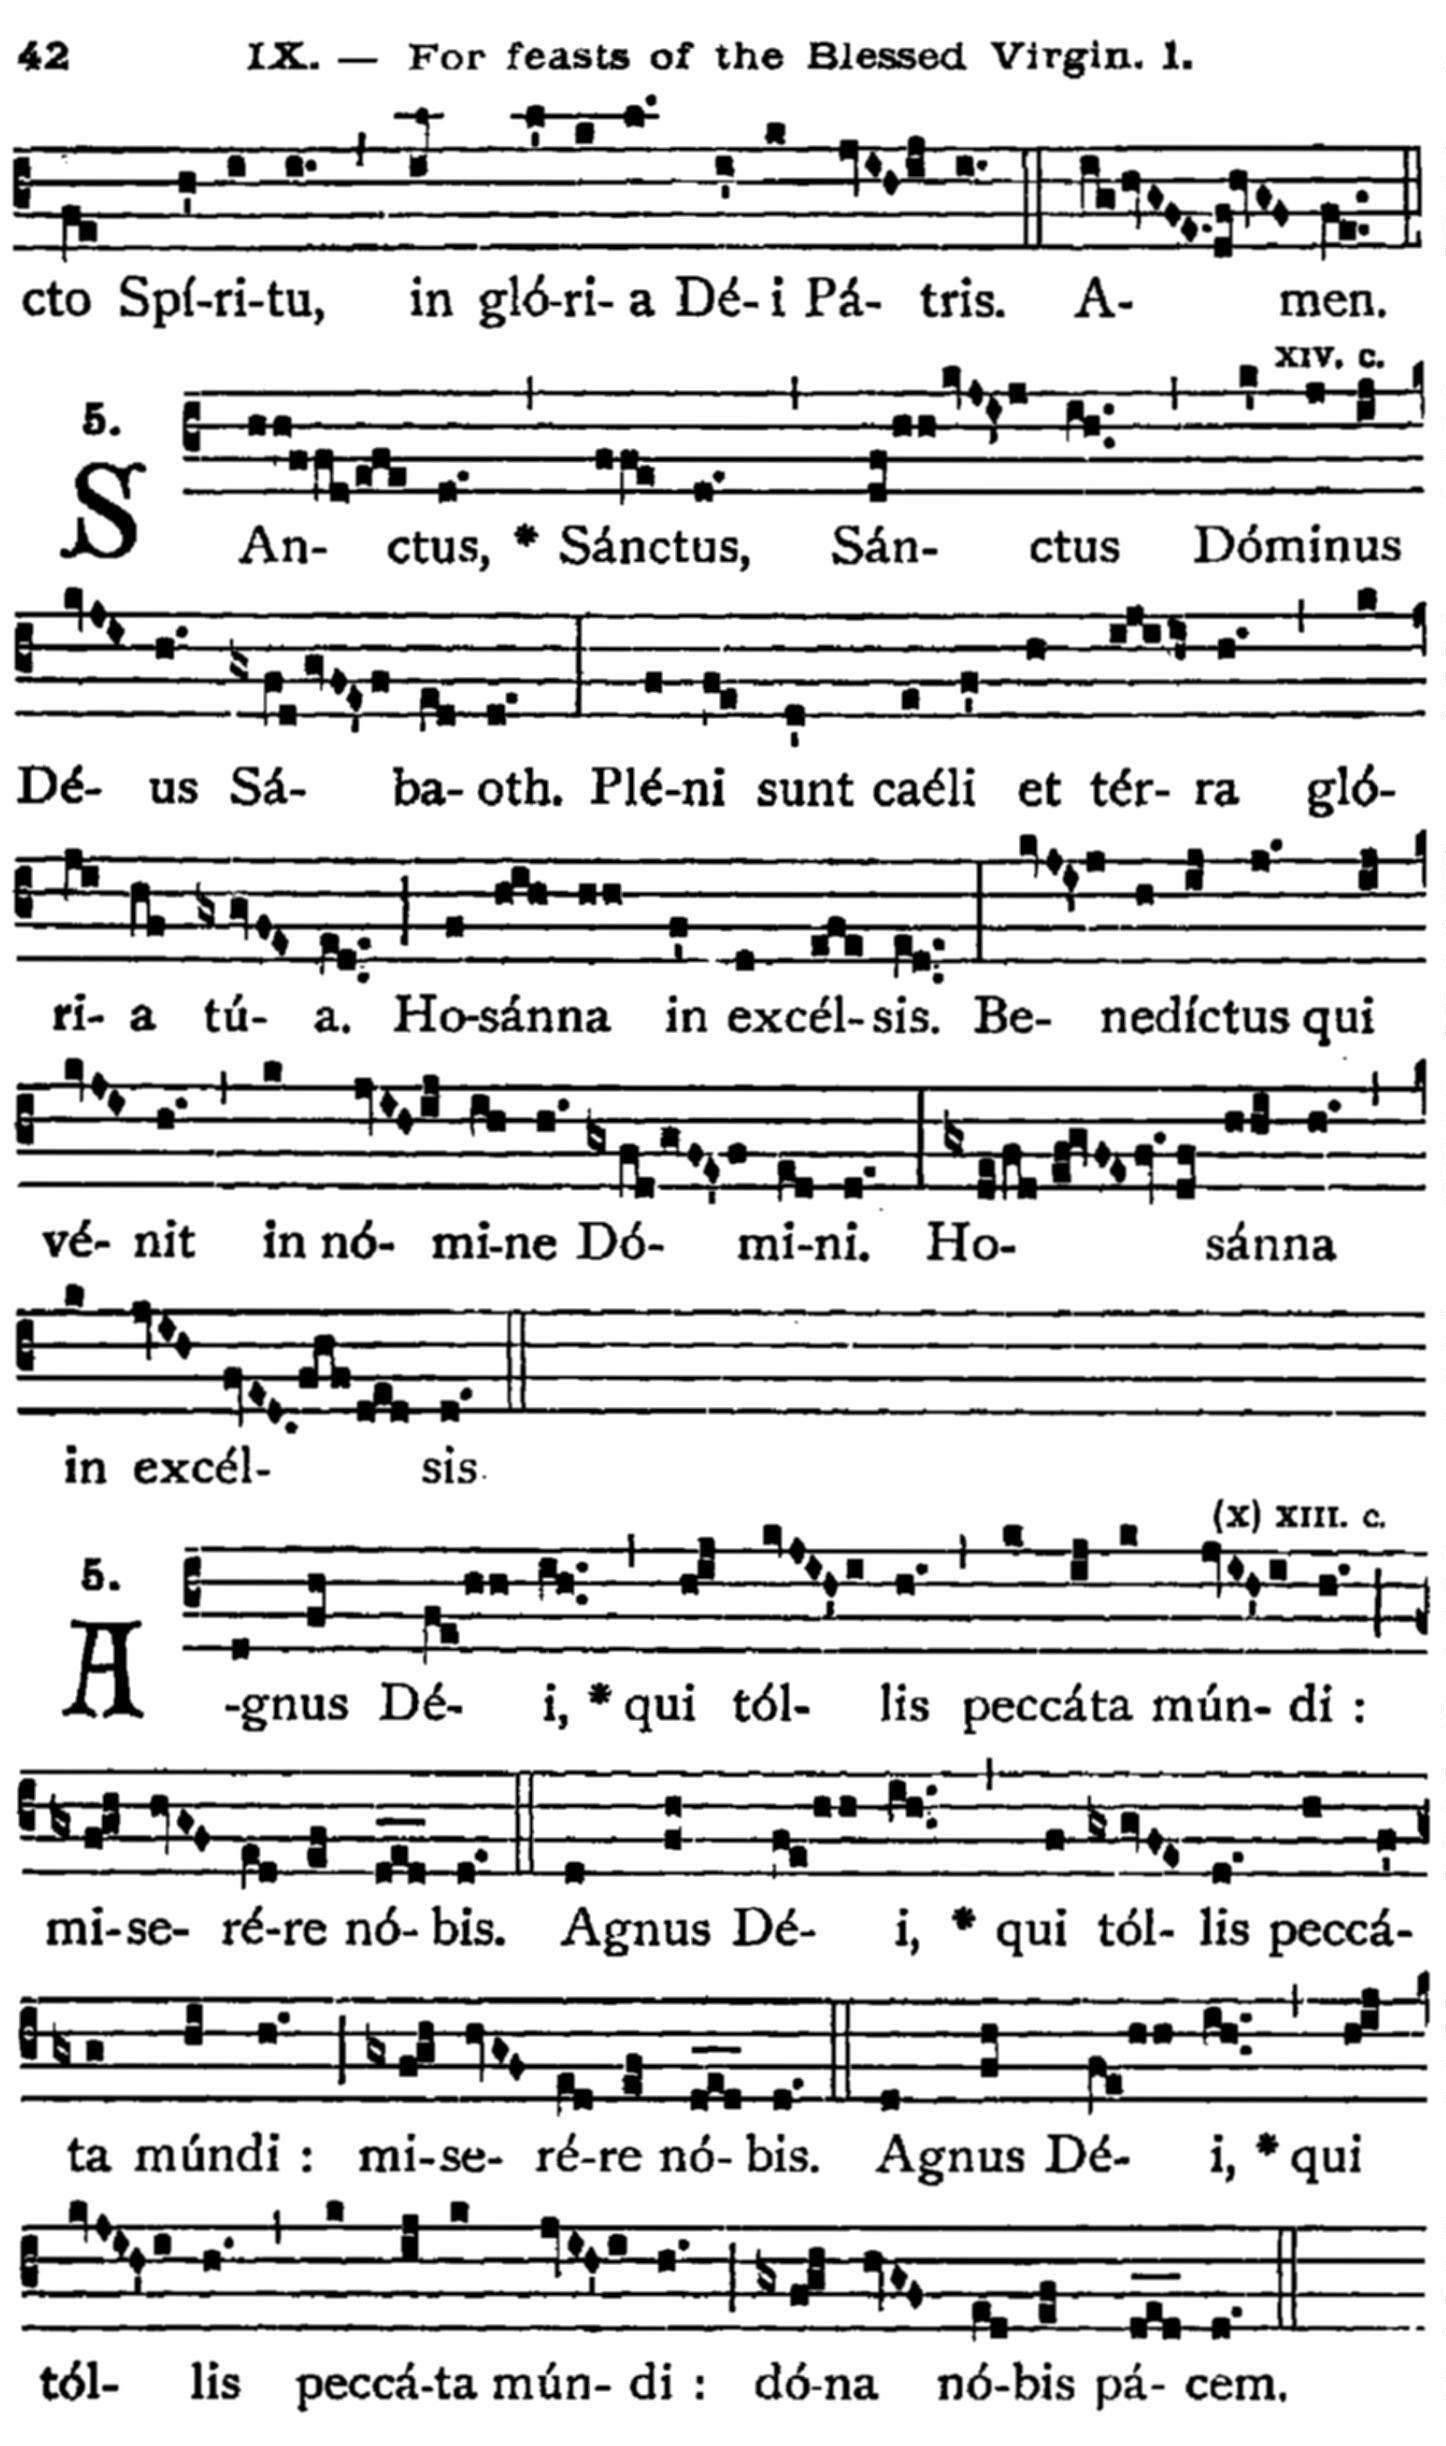 42 IX. — For feasts of the Blessed Virgin. 1.
cto Spí-ri-tu, in gló-ri- a Dé- i Pá- tris. A- men.
XIV. c.
5.
SAn- ctus, * Sánctus, Sán- ctus Dóminus
Dé- us Sá- ba- oth. Plé-ni sunt caéli et tér- ra gló-
ri- a tú- a. Ho-sánna in excél- sis. Be- nedíctus qui
vé- nit in nó- mi-ne Dó- mi-ni. Ho- sánna
in excél- sis.
(X) XIII. c.
5.
A-gnus Dé- i, * qui tól- lis peccáta mún- di :
mi-se- ré-re nó- bis. Agnus Dé- i, * qui tól- lis peccá-
ta múndi : mi-se- ré-re nó- bis. Agnus Dé- i, * qui
tól- lis peccá-ta mún- di : dó-na nó-bis pá- cem.